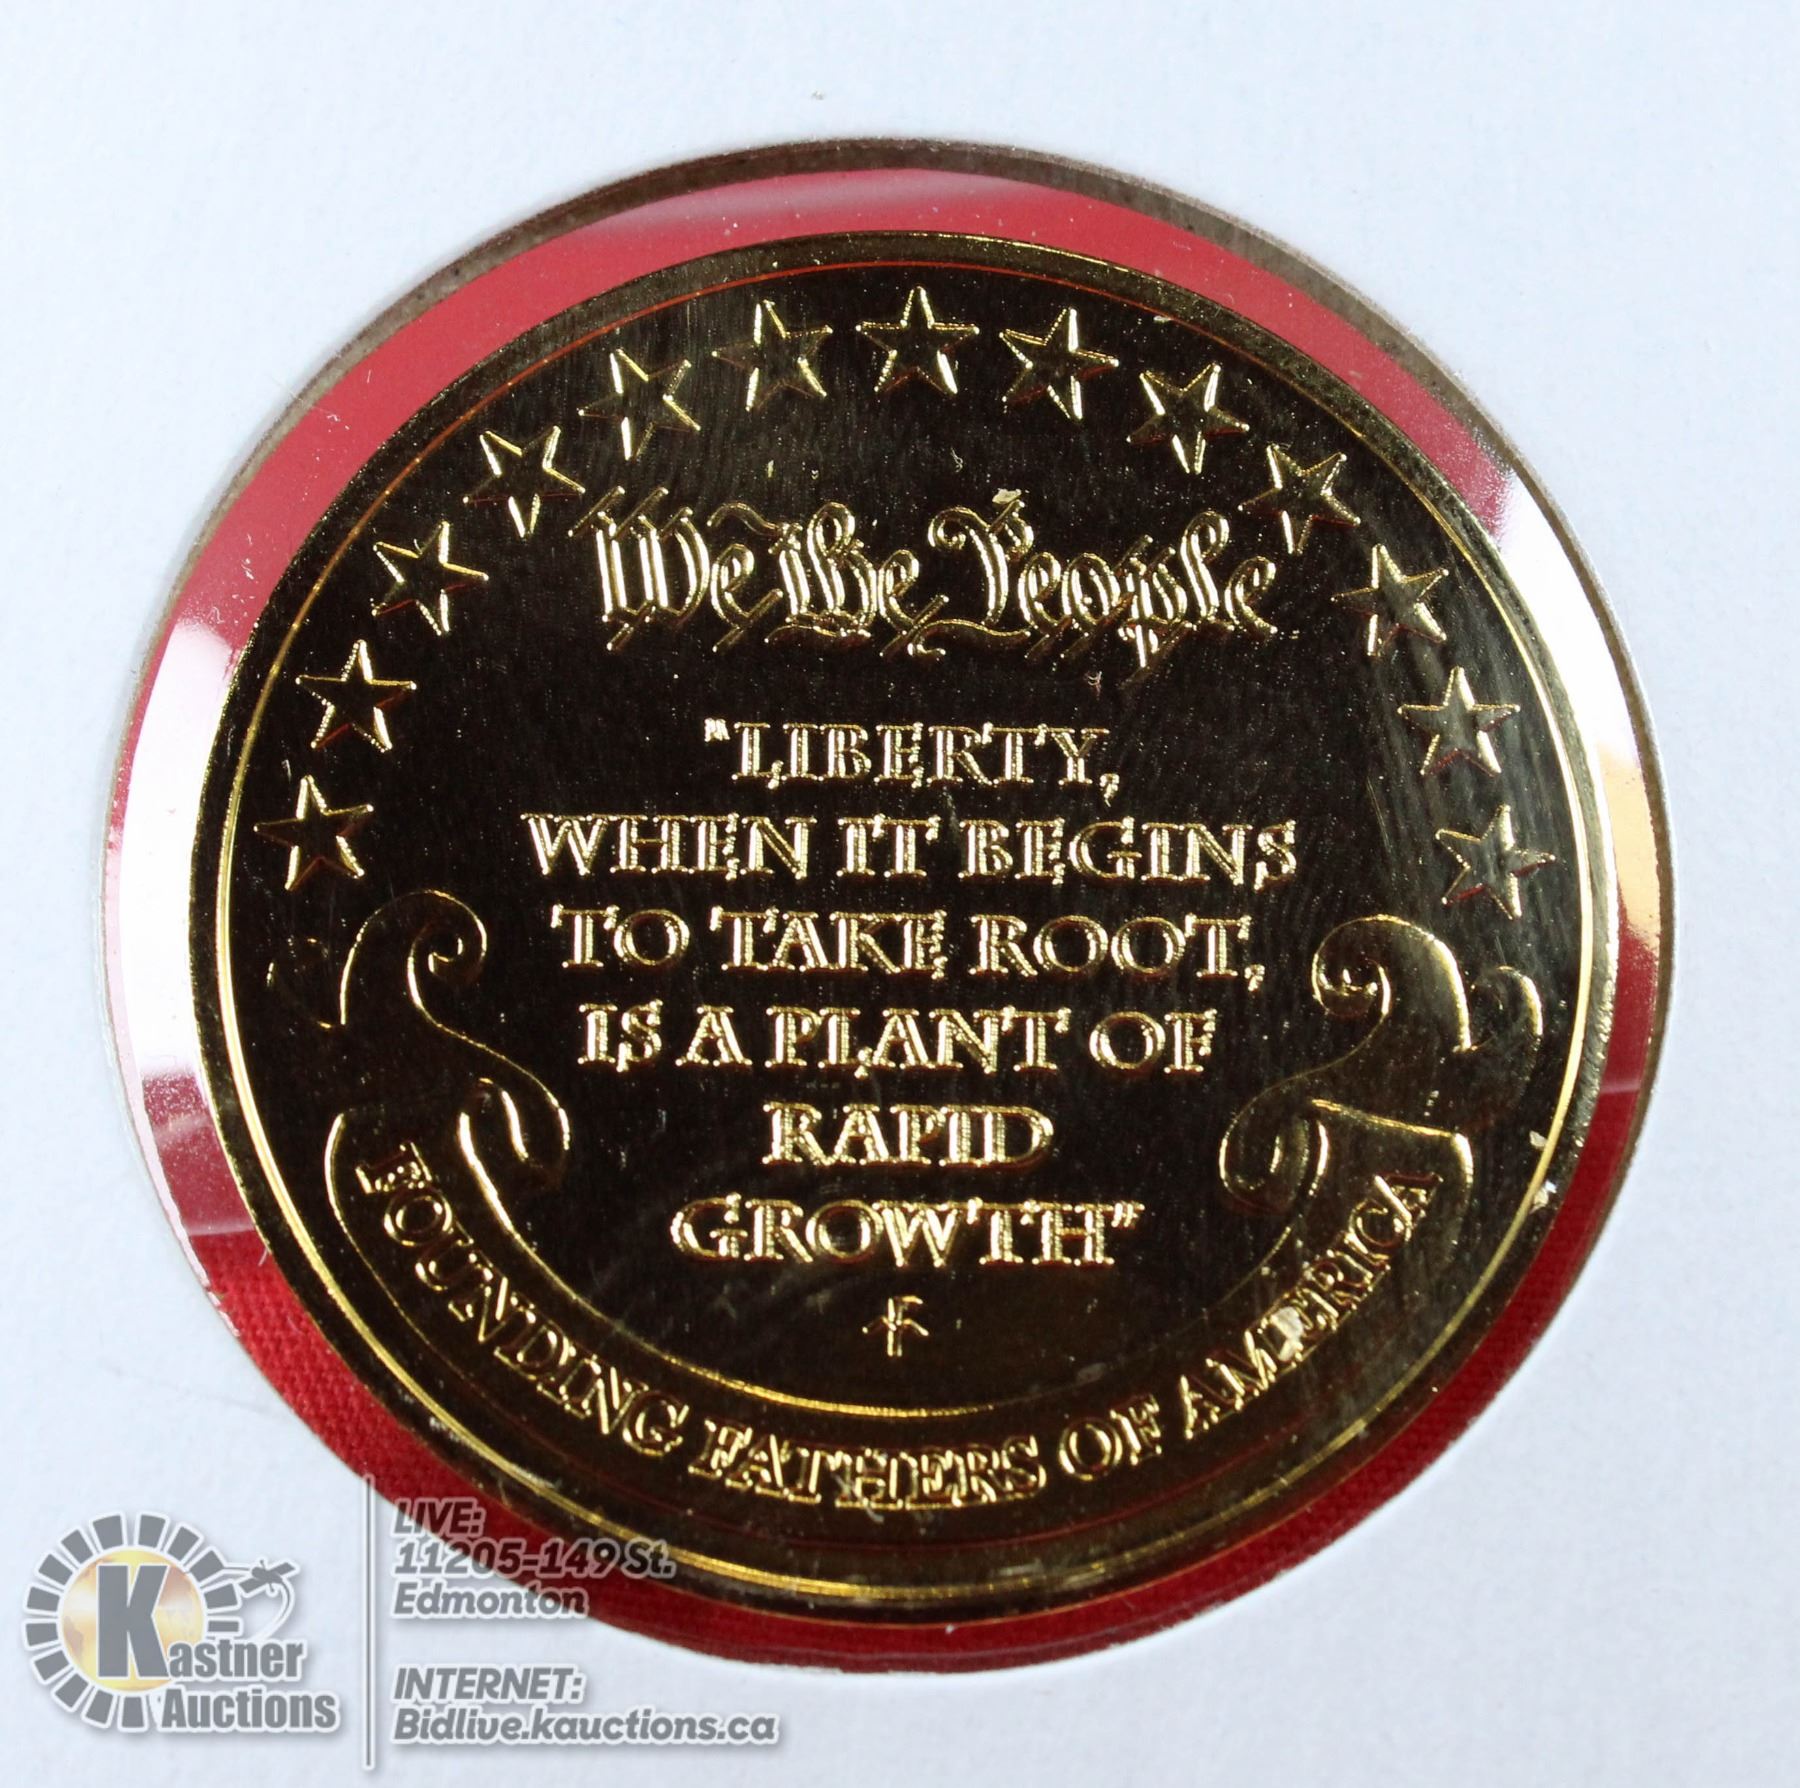 We the People
"LIBERTY,
WHEN IT BEGINS
TO TAKE ROOT,
IS A PLANT OF
RAPID
GROWTH"
FOUNDING FATHERS OF AMERICA
Kastner
Auctions
LIVE:
11205-149 St.
Edmonton
INTERNET:
Bidlive.kauctions.ca